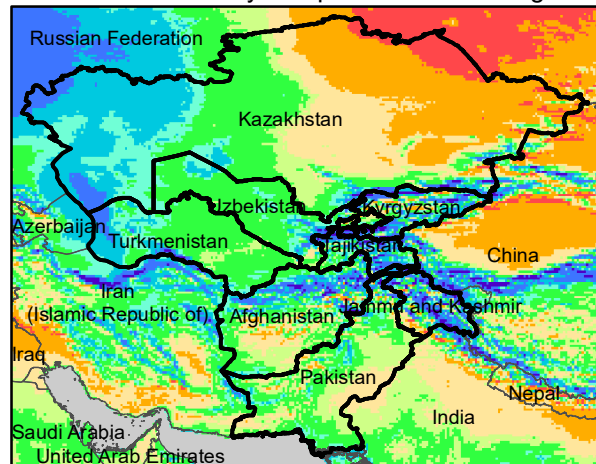 Russian Federation
Kazakhstan
Izbekistan
Kyrgyzstan
Azerbaijan
Turkmenistan
Tajikistan
China
Iran
(Islamic Republic of)
Afghanistan
Jammu and Kashmir
Iraq
Pakistan
Nepal
India
Saudi Arabia
United Arab Emirates